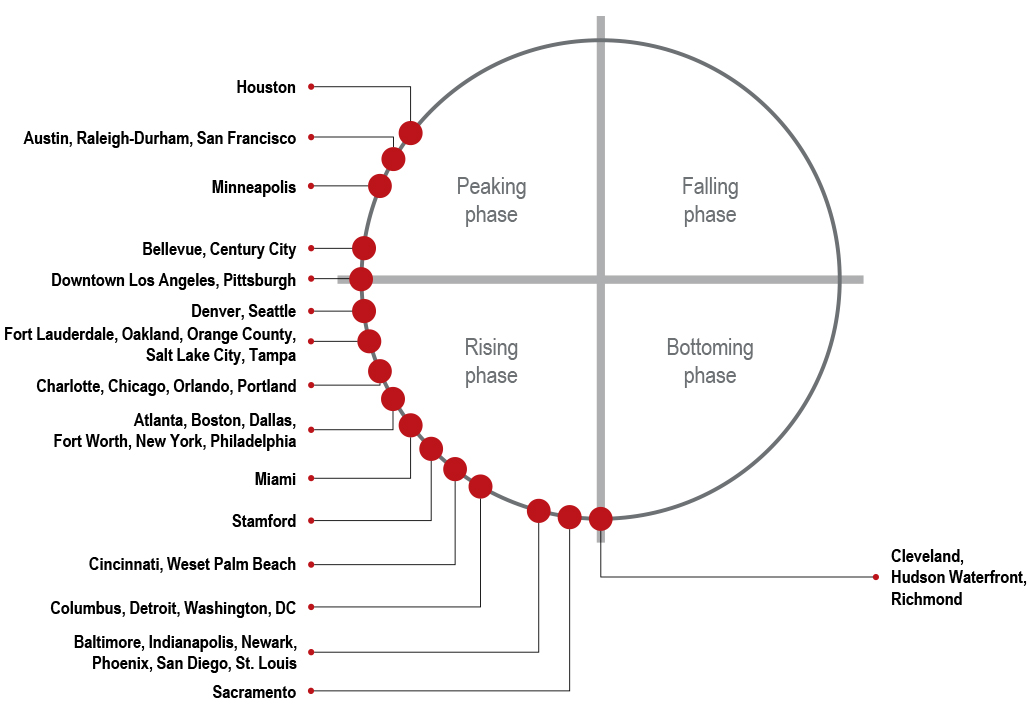 Houston
Austin, Raleigh-Durham, San Francisco
Minneapolis
Bellevue, Century City
Downtown Los Angeles, Pittsburgh
Denver, Seattle
Fort Lauderdale, Oakland, Orange County,
Salt Lake City, Tampa
Charlotte, Chicago, Orlando, Portland
Atlanta, Boston, Dallas,
Fort Worth, New York, Philadelphia
Miami
Stamford
Cincinnati, Weset Palm Beach
Columbus, Detroit, Washington, DC
Baltimore, Indianapolis, Newark,
Phoenix, San Diego, St. Louis
Sacramento
Peaking
phase
Falling
phase
Rising
phase
Bottoming
phase
Cleveland,
Hudson Waterfront,
Richmond